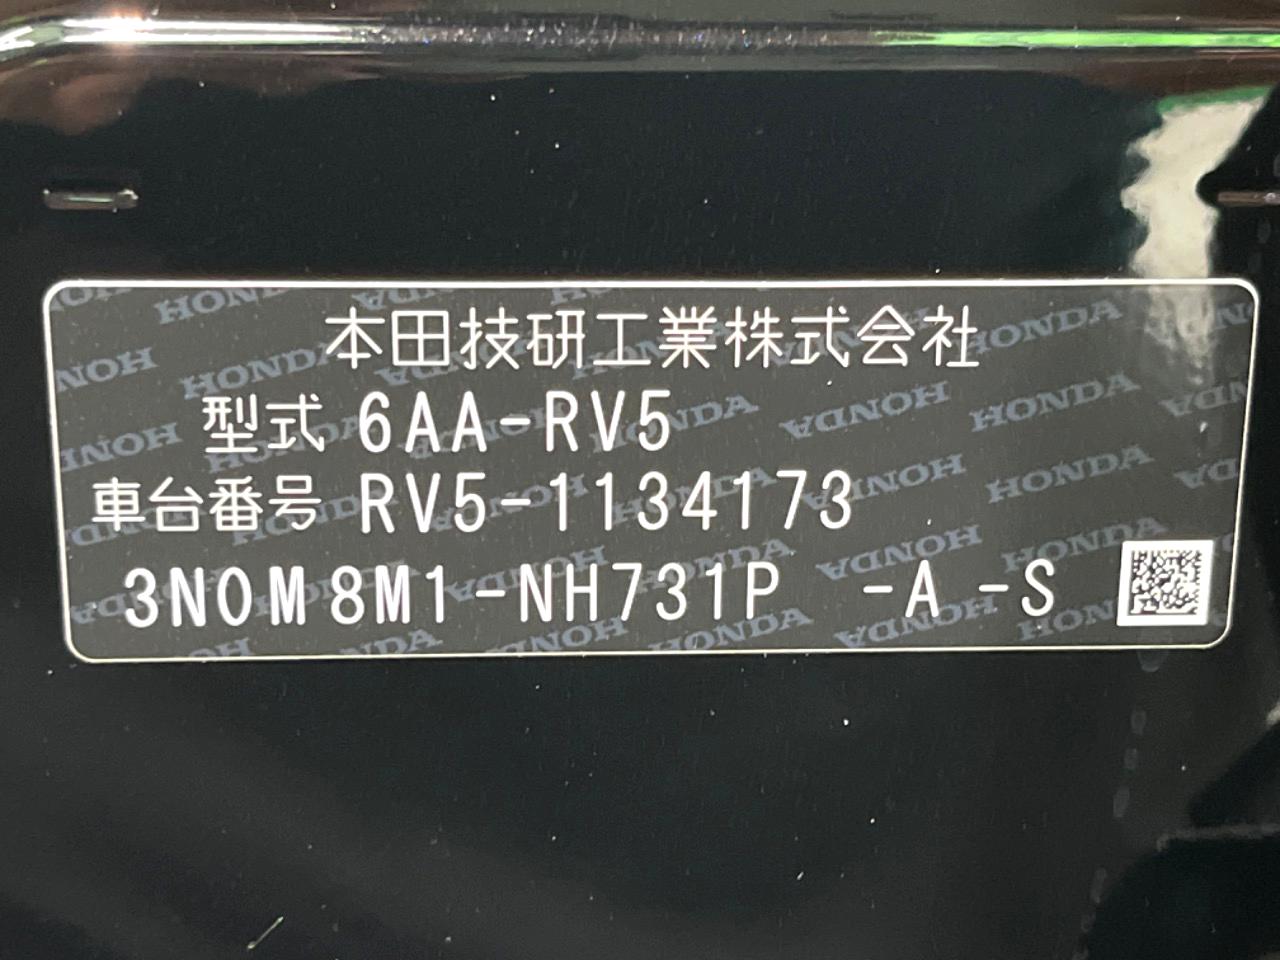 本田技研工業株式会社
型式 6AA-RV5
車台番号 RV5-1134173
3N0M8M1-NH731P -A -S